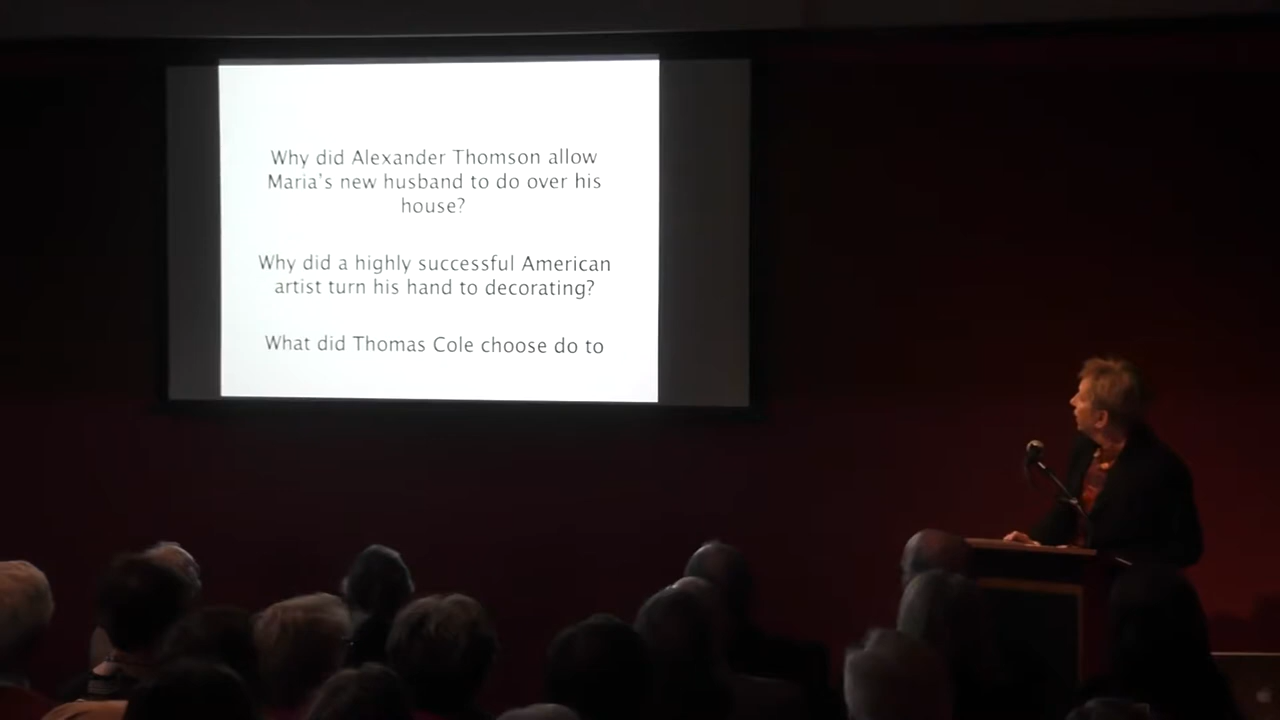 Why did Alexander Thomson allow
Maria's new husband to do over his
house?
Why did a highly successful American
artist turn his hand to decorating?
What did Thomas Cole choose do to